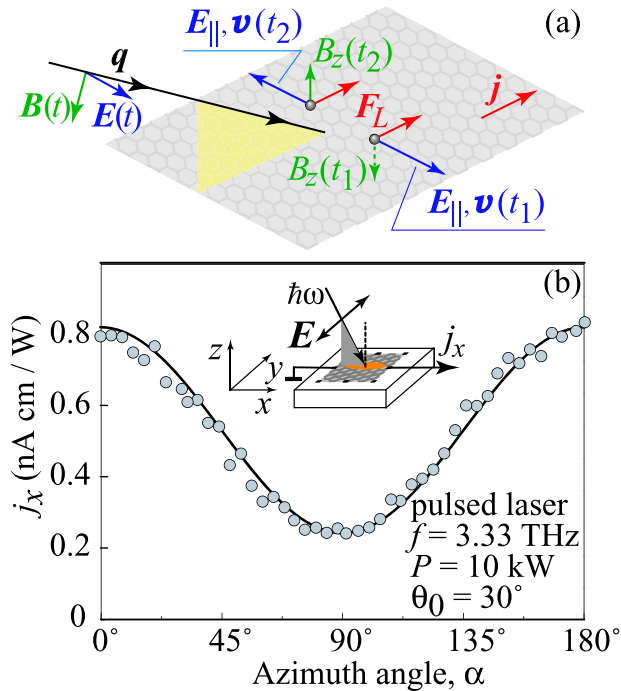 (a)
E||, v(t2)
Bz(t2)
q
B(t)
E(t)
FL
j
Bz(t1)
E||, v(t1)
(b)
ħω
E
jx
z
y
x
jx (nA cm / W)
0.8
0.6
0.4
0.2
0
pulsed laser
f = 3.33 THz
P = 10 kW
θ0 = 30°
0° 45° 90° 135° 180°
Azimuth angle, α